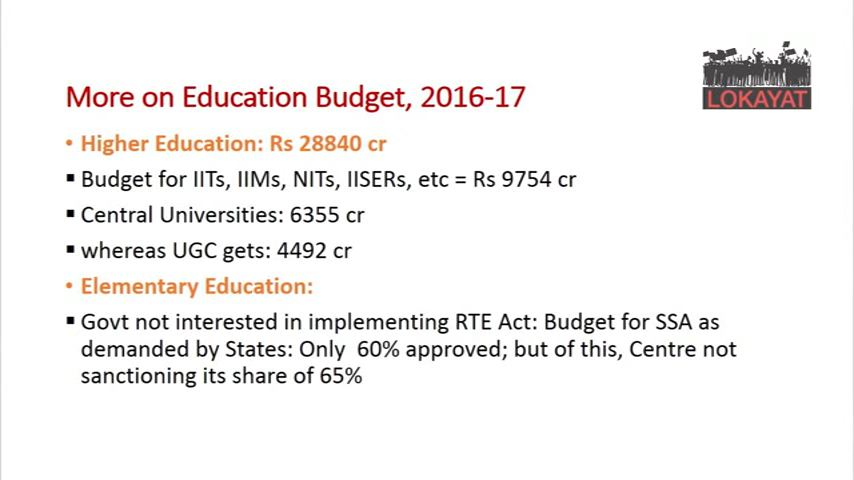 LOKAYAT
More on Education Budget, 2016-17
• Higher Education: Rs 28840 cr
▪ Budget for IITs, IIMs, NITs, IISERs, etc = Rs 9754 cr
▪ Central Universities: 6355 cr
▪ whereas UGC gets: 4492 cr
• Elementary Education:
▪ Govt not interested in implementing RTE Act: Budget for SSA as
demanded by States: Only 60% approved; but of this, Centre not
sanctioning its share of 65%